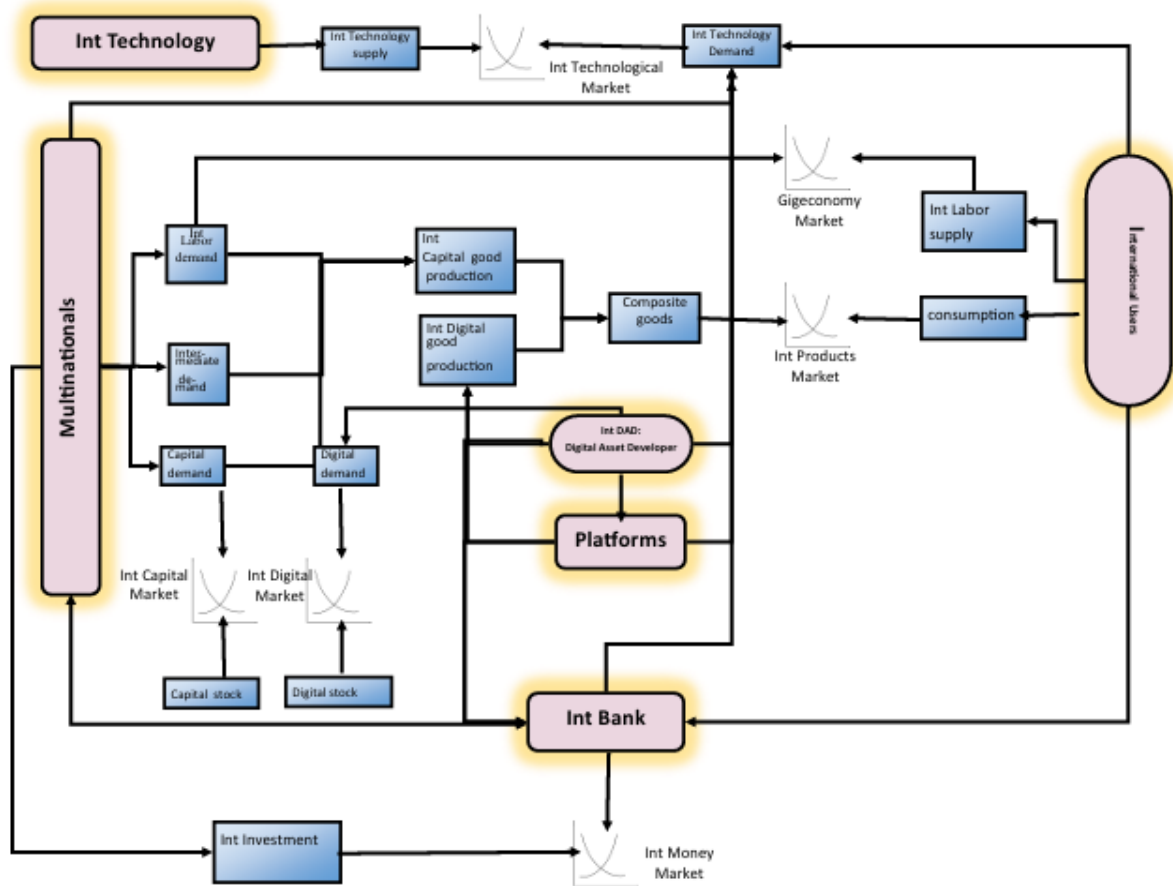 Int Technology
Int Technology
supply
Int Technology
Demand
Int Technological
Market
Gigeconomy
Market
Int
Labor
demand
Int
Capital good
production
Int Labor
supply
International Users
Multinationals
Composite
goods
consumption
Int Digital
good
production
Int Products
Market
Inter-
mediate
de-
mand
Int DAD:
Digital Asset Developer
Capital
demand
Digital
demand
Platforms
Int Capital
Market
Int Digital
Market
Capital stock
Digital stock
Int Bank
Int Investment
Int Money
Market